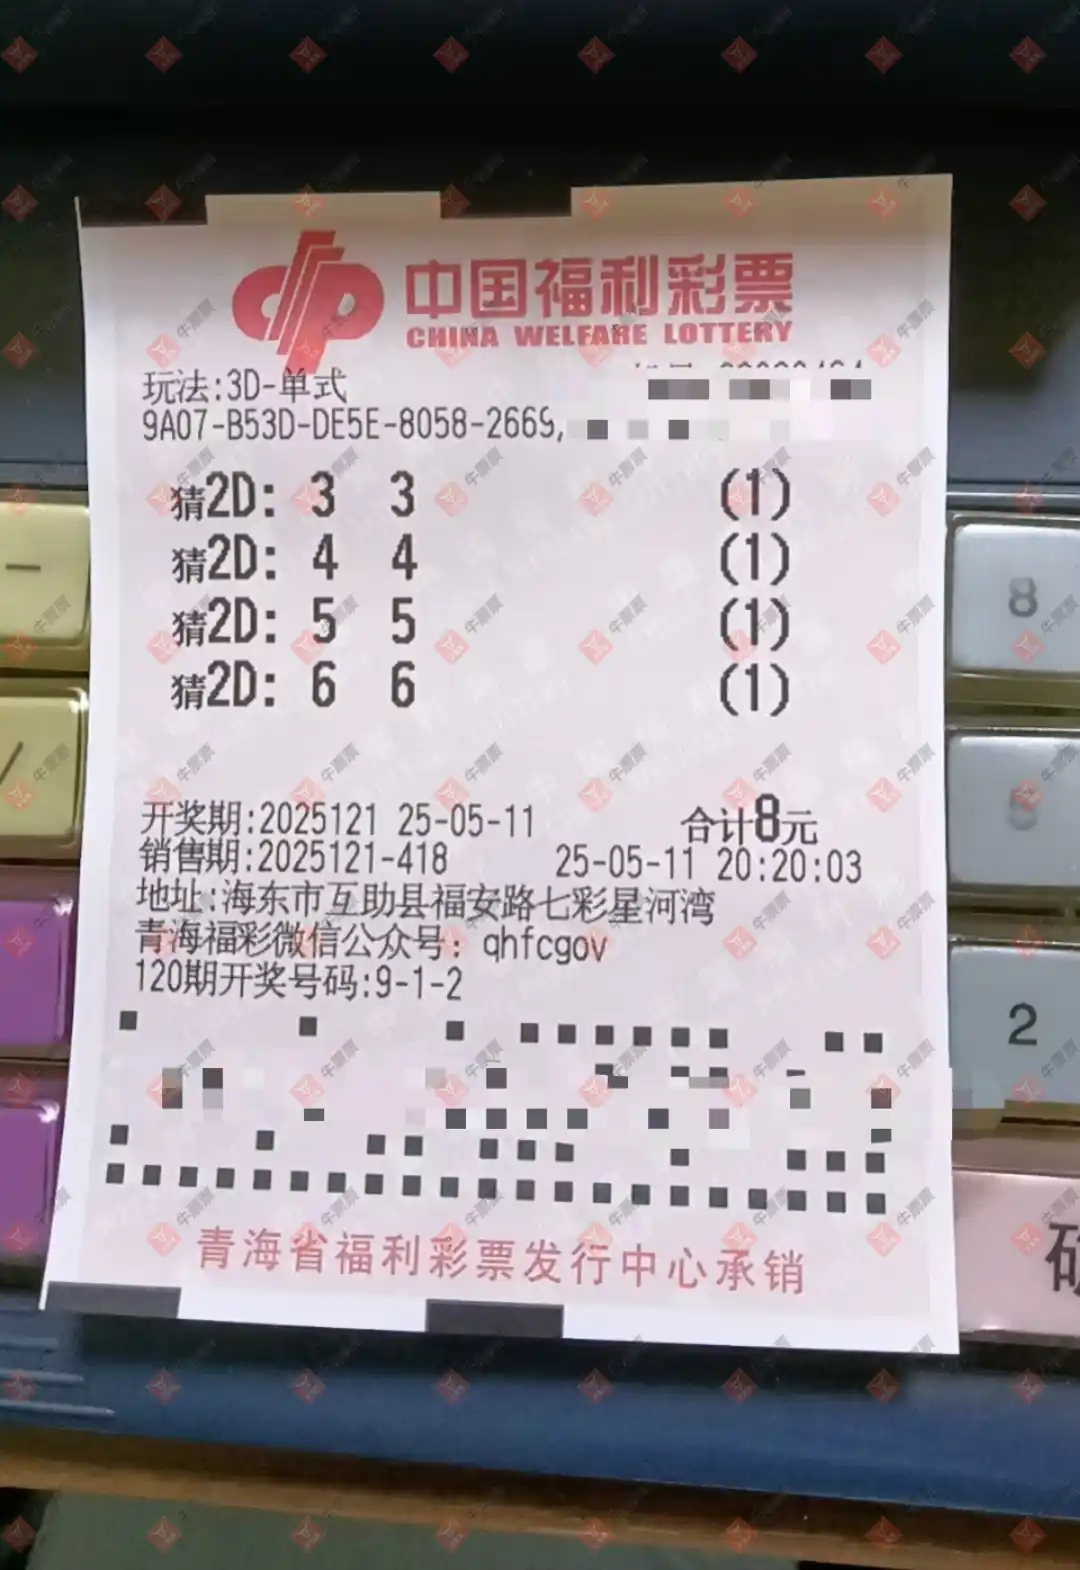 中国福利彩票
CHINA WELFARE LOTTERY
玩法:3D-单式
9A07-B53D-DE5E-8058-2669,
猜2D: 3 3 (1)
猜2D: 4 4 (1)
猜2D: 5 5 (1)
猜2D: 6 6 (1)
开奖期:2025121 25-05-11 合计8元
销售期:2025121-418 25-05-11 20:20:03
地址:海东市互助县福安路七彩星河湾
青海福彩微信公众号: qhfcgov
120期开奖号码:9-1-2
青海省福利彩票发行中心承销
8
2
牛票票